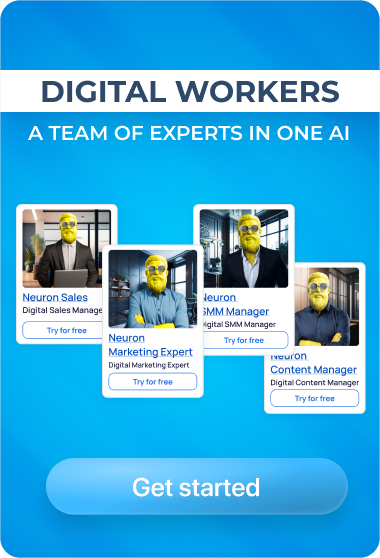 DIGITAL WORKERS
A TEAM OF EXPERTS IN ONE AI
Neuron Sales
Digital Sales Manage
Try for free
Neuron
Marketing Expert
Digital Marketing Expert
Try for free
Neuron
SMM Manager
Digital SMM Manager
Try for free
Neuron
Content Manager
Digital Content Manager
Try for free
Get started